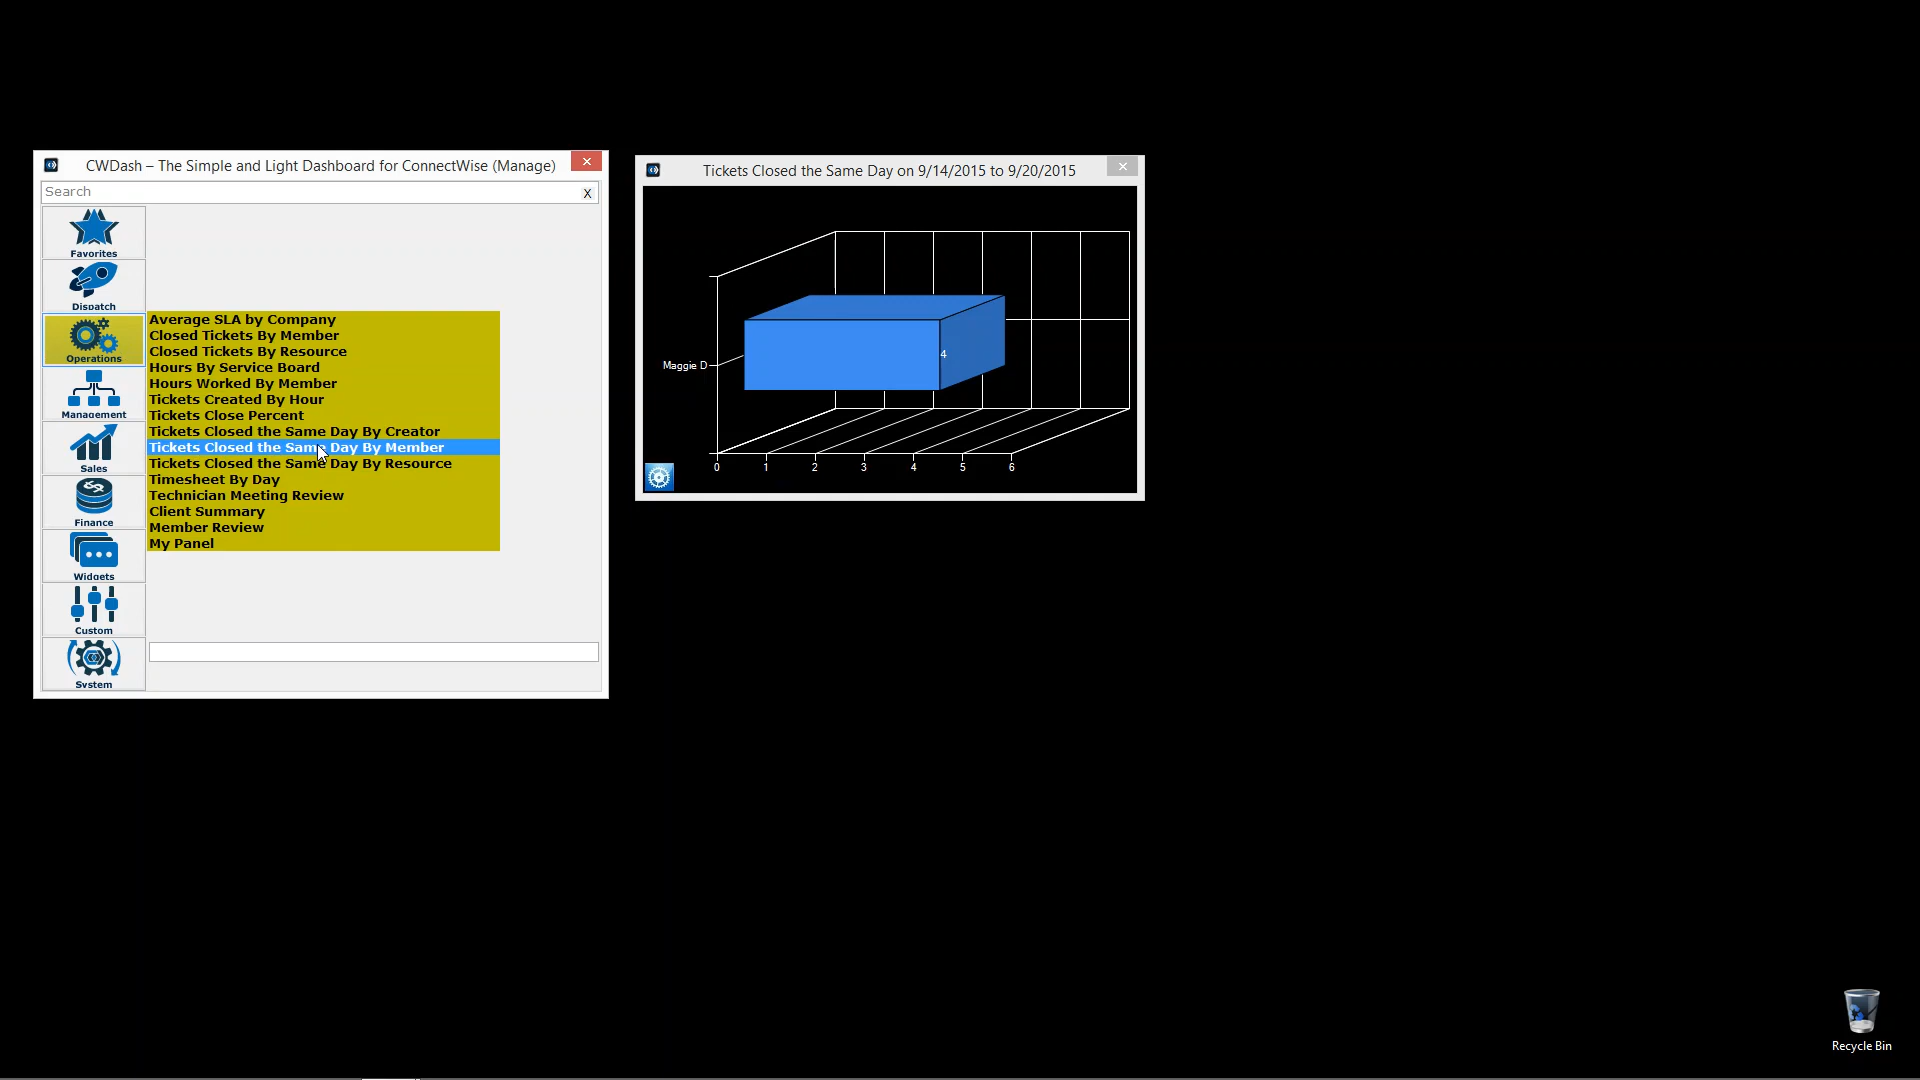 CWDash – The Simple and Light Dashboard for ConnectWise (Manage)
Search
X
Favorites
Dispatch
Operations
Management
Sales
Finance
Widgets
Custom
System
Average SLA by Company
Closed Tickets By Member
Closed Tickets By Resource
Hours By Service Board
Hours Worked By Member
Tickets Created By Hour
Tickets Close Percent
Tickets Closed the Same Day By Creator
Tickets Closed the Same Day By Member
Tickets Closed the Same Day By Resource
Timesheet By Day
Technician Meeting Review
Client Summary
Member Review
My Panel
Tickets Closed the Same Day on 9/14/2015 to 9/20/2015
4
Maggie D
0 1 2 3 4 5 6
Recycle Bin